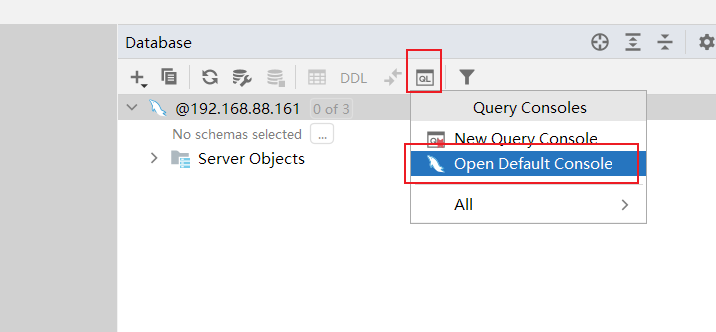 Database
DDL
QL
@192.168.88.161 0 of 3
Query Consoles
No schemas selected ...
New Query Console
Server Objects
Open Default Console
All